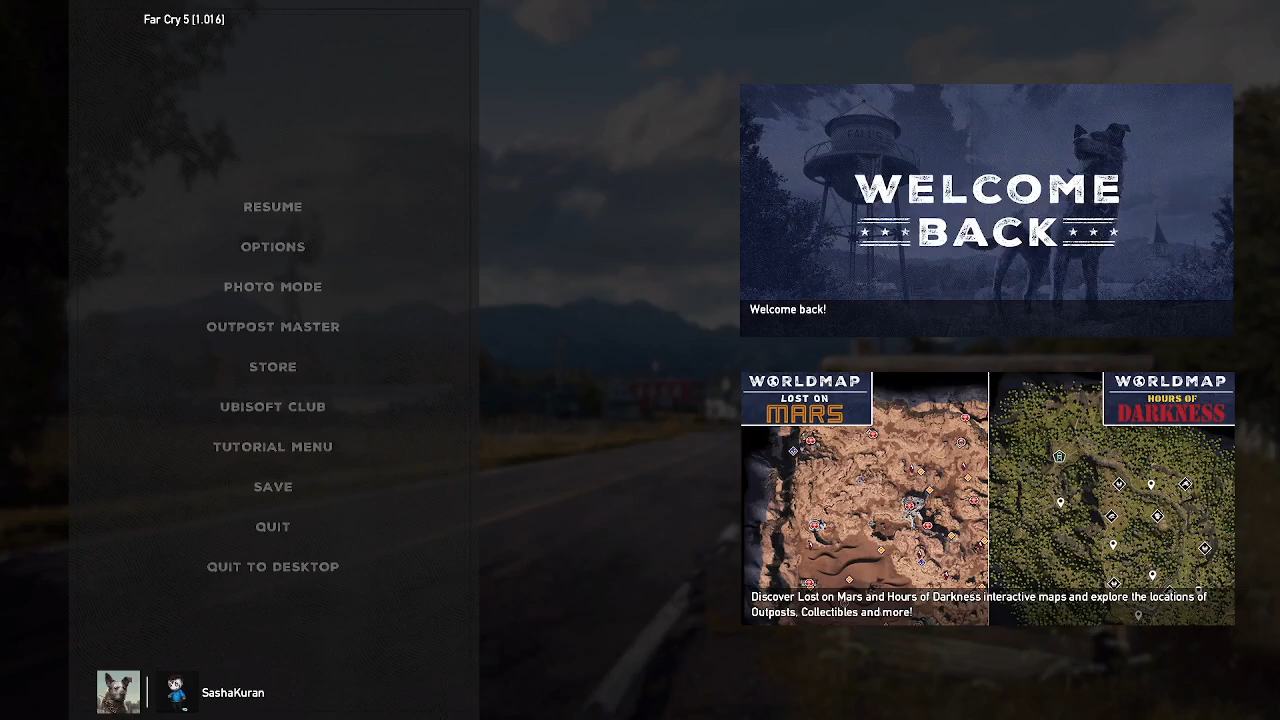 Far Cry 5 [1.016]
RESUME
OPTIONS
PHOTO MODE
OUTPOST MASTER
STORE
UBISOFT CLUB
TUTORIAL MENU
SAVE
QUIT
QUIT TO DESKTOP
SashaKuran
FALL'S
WELCOME
BACK
Welcome back!
WORLDMAP
LOST ON
MARS
WORLDMAP
HOURS OF
DARKNESS
Discover Lost on Mars and Hours of Darkness interactive maps and explore the locations of
Outposts, Collectibles and more!